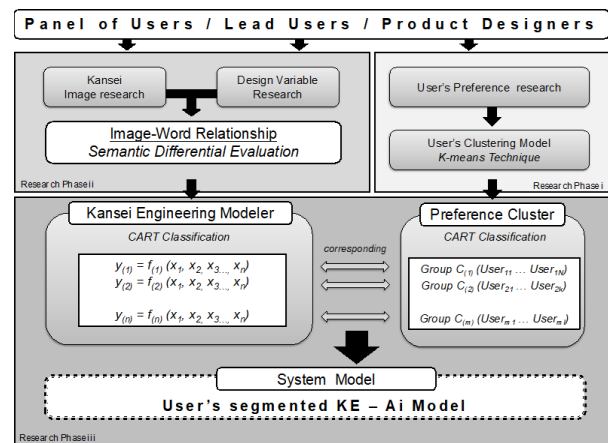 Panel of Users / Lead Users / Product Designers
Kansei
Image research
Design Variable
Research
Image-Word Relationship
Semantic Differential Evaluation
Research Phase ii
User's Preference research
User's Clustering Model
K-means Technique
Research Phase i
Kansei Engineering Modeler
CART Classification
y(1) = f(1) (x1, x2, x3..., xn)
y(2) = f(2) (x1, x2, x3..., xn)
y(n) = f(n) (x1, x2, x3..., xn)
corresponding
Preference Cluster
CART Classification
Group C(1) (User11 ... User1N)
Group C(2) (User21 ... User2k)
Group C(m) (Userm1 ... Userml)
System Model
User's segmented KE – Ai Model
Research Phase iii